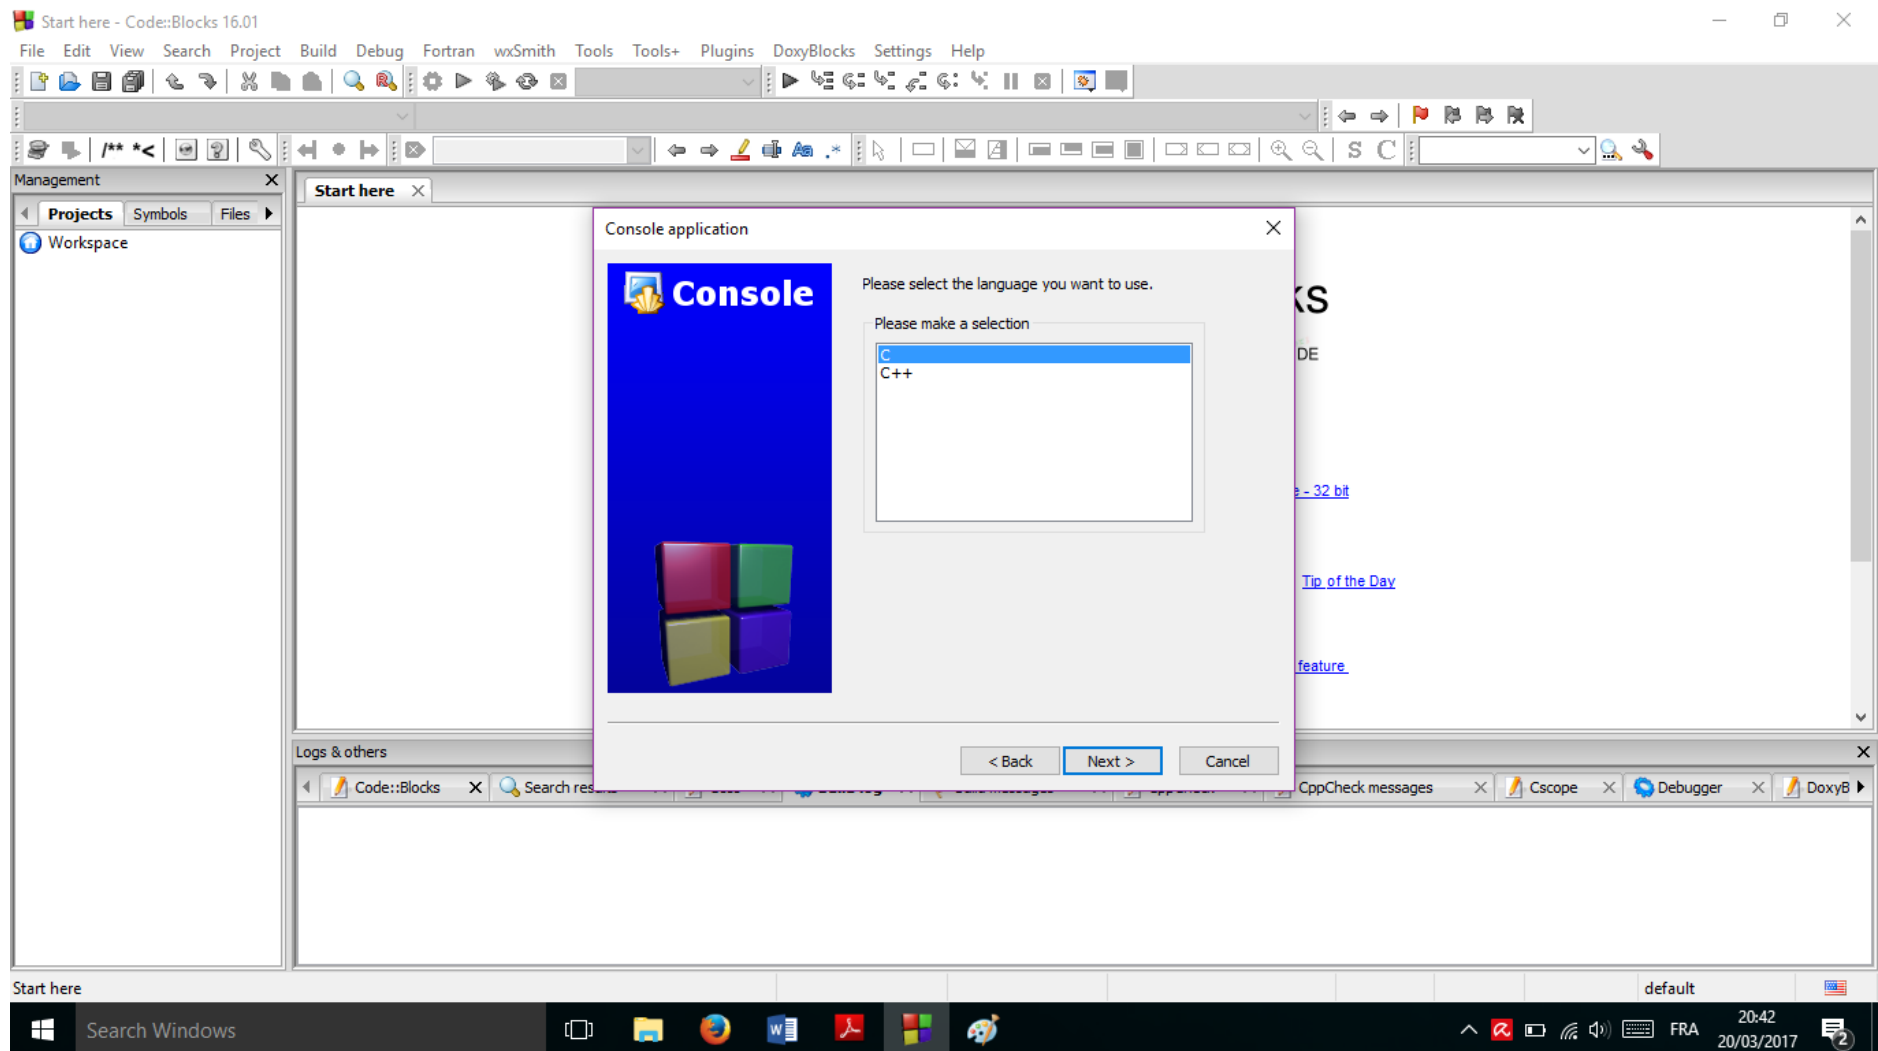 Start here - Code::Blocks 16.01
File Edit View Search Project Build Debug Fortran wxSmith Tools Tools+ Plugins DoxyBlocks Settings Help
/** *<
S C
Management
Start here
Projects Symbols Files
Workspace
Console application
Console
Please select the language you want to use.
Please make a selection
C
C++
KS
DE
e - 32 bit
Tip of the Day
feature
< Back Next > Cancel
Logs & others
Code::Blocks Search results CppCheck messages Cscope Debugger DoxyB
Start here default
Search Windows
FRA 20:42
20/03/2017
2